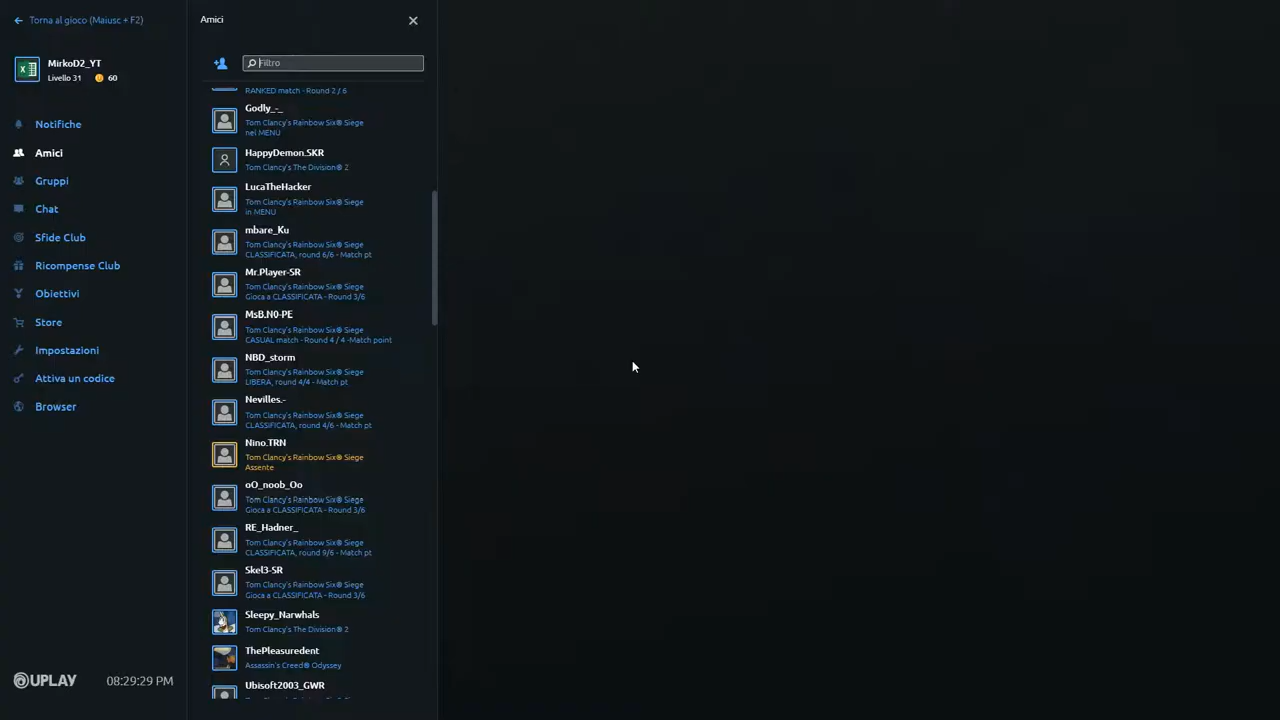 Torna al gioco (Maiusc + F2)
MirkoD2_YT
Livello 31 60
Notifiche
Amici
Gruppi
Chat
Sfide Club
Ricompense Club
Obiettivi
Store
Impostazioni
Attiva un codice
Browser
UPLAY 08:29:29 PM
Amici
Filtro
RANKED match - Round 2 / 6
Godly_-_
Tom Clancy's Rainbow Six® Siege
nel MENU
HappyDemon.SKR
Tom Clancy's The Division® 2
LucaTheHacker
Tom Clancy's Rainbow Six® Siege
in MENU
mbare_Ku
Tom Clancy's Rainbow Six® Siege
CLASSIFICATA, round 6/6 - Match pt
Mr.Player-SR
Tom Clancy's Rainbow Six® Siege
Gioca a CLASSIFICATA - Round 3/6
MsB.N0-PE
Tom Clancy's Rainbow Six® Siege
CASUAL match - Round 4 / 4 -Match point
NBD_storm
Tom Clancy's Rainbow Six® Siege
LIBERA, round 4/4 - Match pt
Nevilles.-
Tom Clancy's Rainbow Six® Siege
CLASSIFICATA, round 4/6 - Match pt
Nino.TRN
Tom Clancy's Rainbow Six® Siege
Assente
oO_noob_Oo
Tom Clancy's Rainbow Six® Siege
Gioca a CLASSIFICATA - Round 3/6
RE_Hadner_
Tom Clancy's Rainbow Six® Siege
CLASSIFICATA, round 9/6 - Match pt
Skel3-SR
Tom Clancy's Rainbow Six® Siege
Gioca a CLASSIFICATA - Round 3/6
Sleepy_Narwhals
Tom Clancy's The Division® 2
ThePleasuredent
Assassin's Creed® Odyssey
Ubisoft2003_GWR